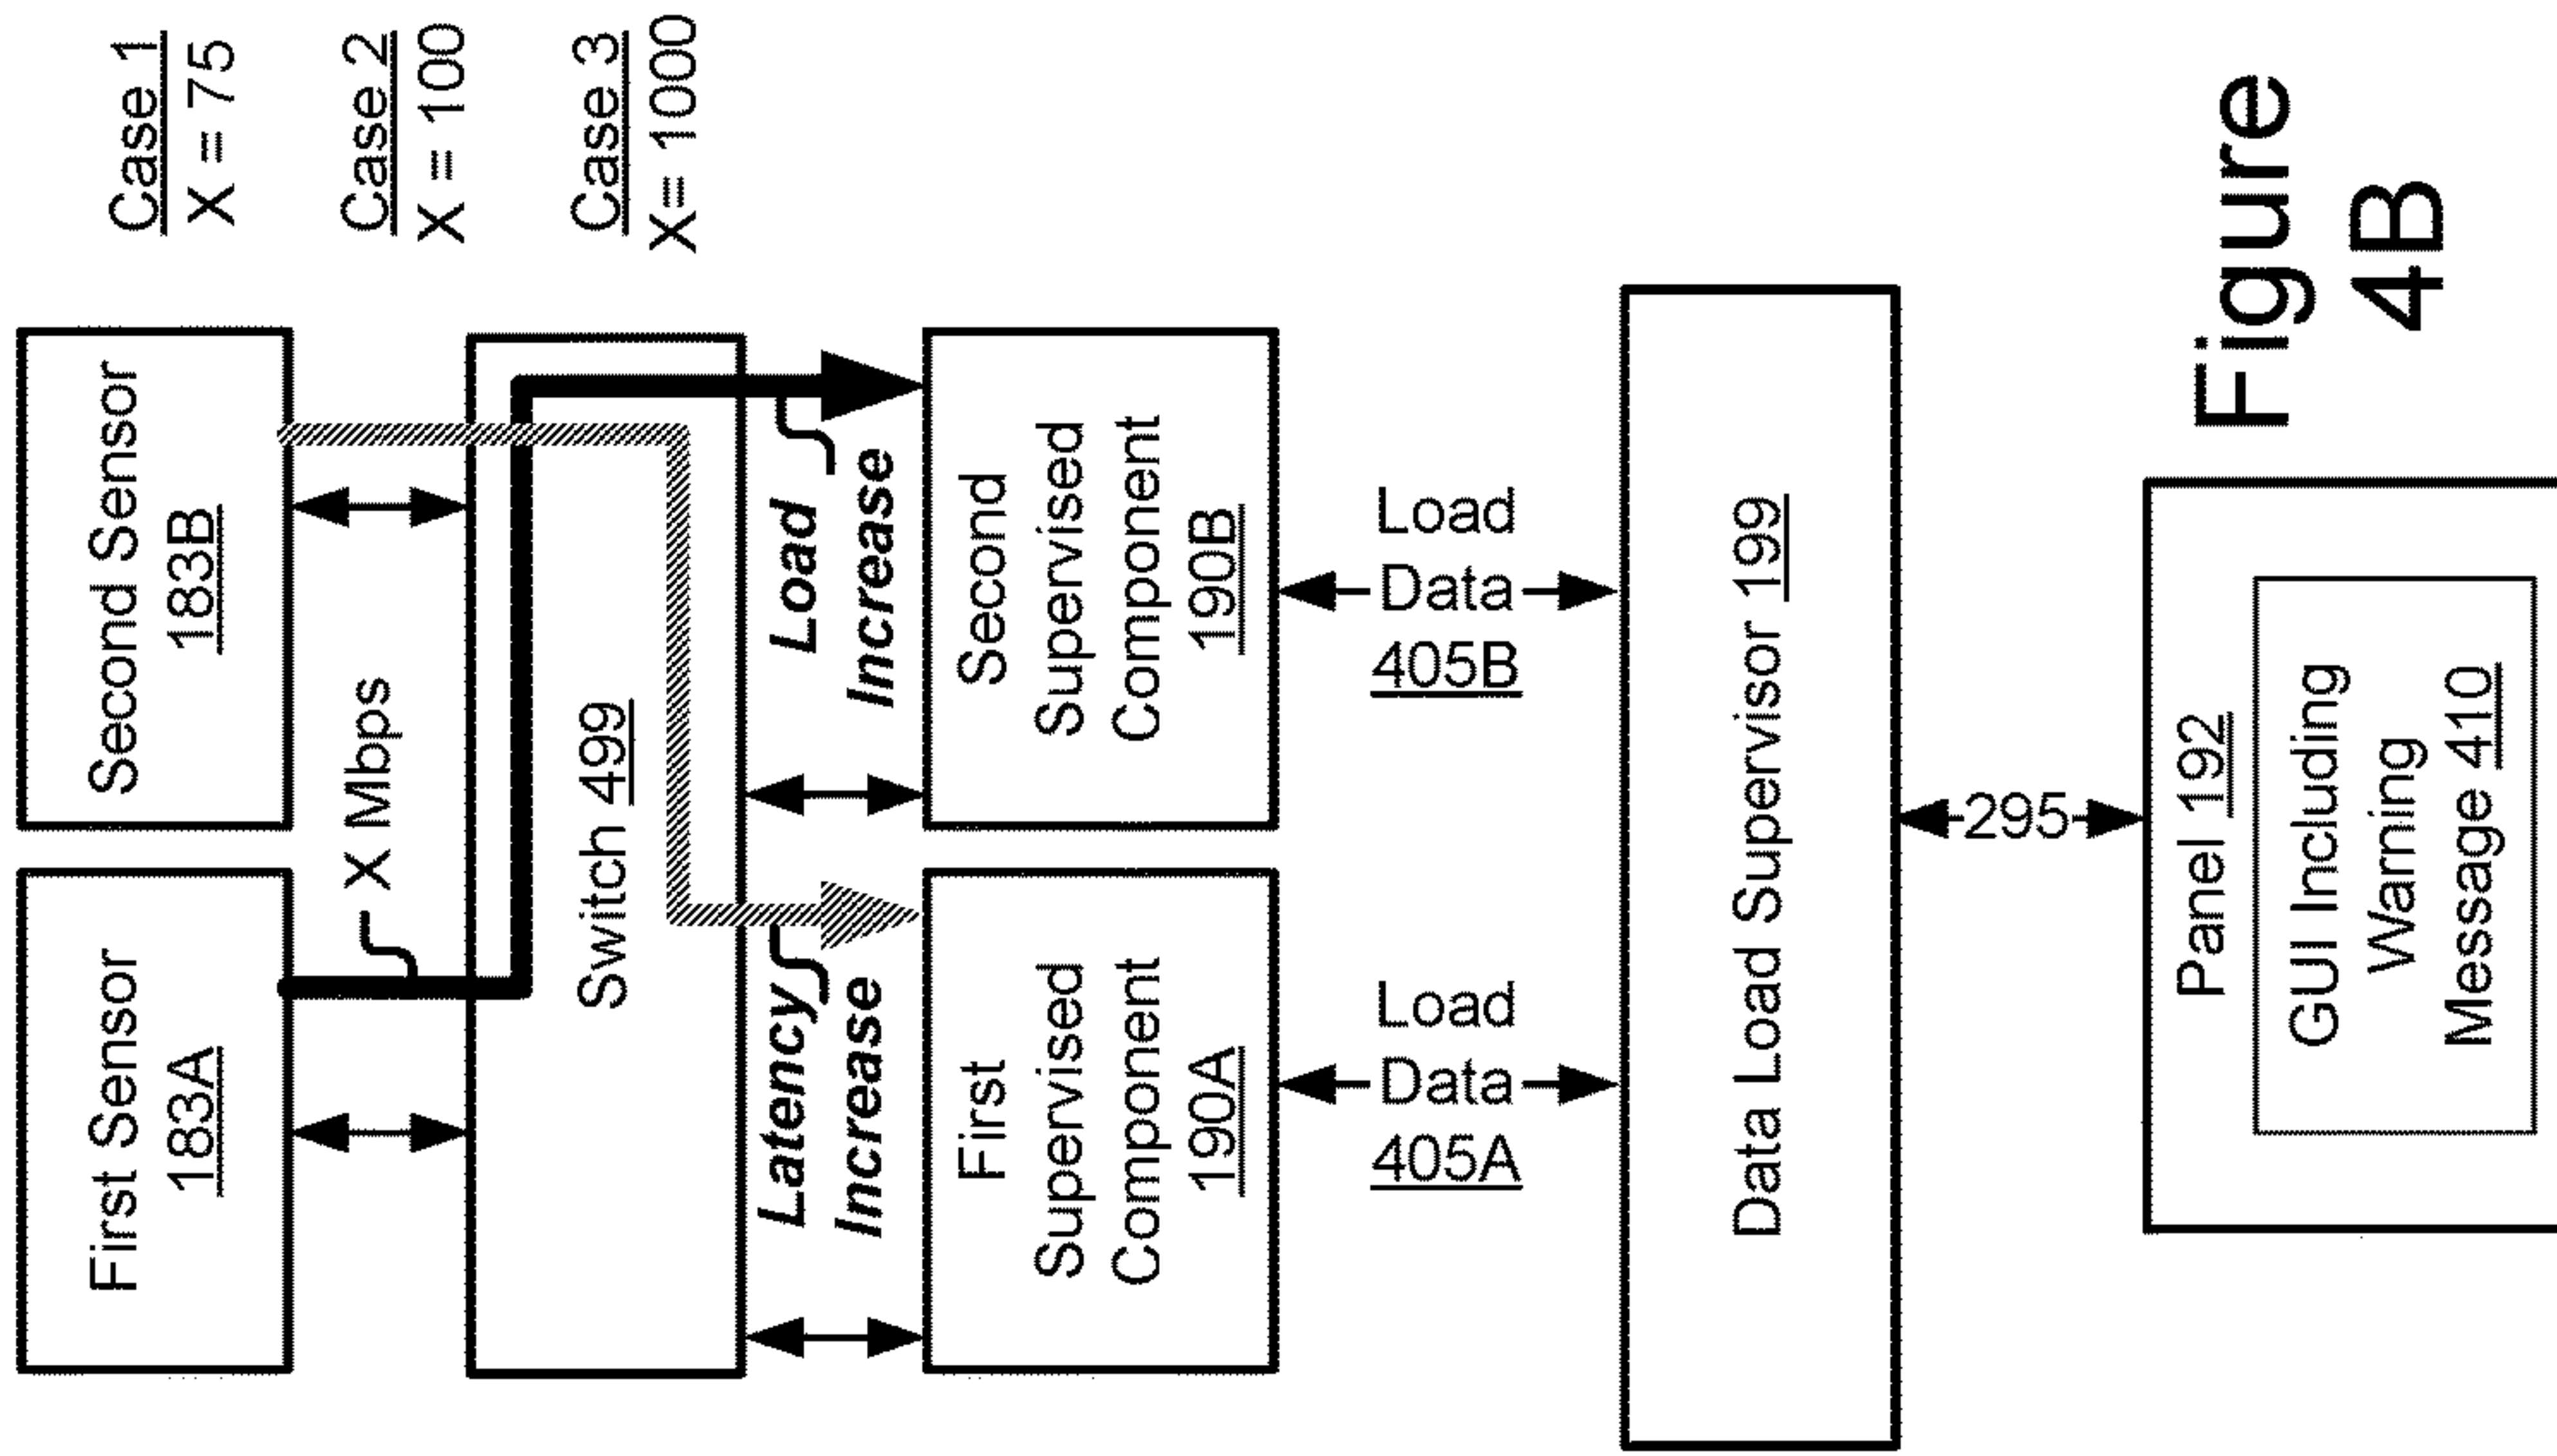 First Sensor
183A
Second Sensor
183B
Case 1
X = 75
X Mbps
Case 2
X = 100
Switch 499
Case 3
X= 1000
Latency
Increase
Load
Increase
First
Supervised
Component
190A
Second
Supervised
Component
190B
Load
Data
405A
Load
Data
405B
Data Load Supervisor 199
295
Panel 192
GUI Including
Warning
Message 410
Figure
4B